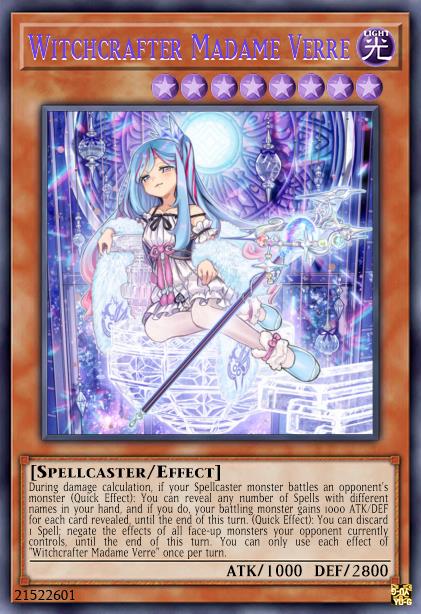 Witchcrafter Madame Verre
LIGHT
光
[Spellcaster/Effect]
During damage calculation, if your Spellcaster monster battles an opponent's
monster (Quick Effect): You can reveal any number of Spells with different
names in your hand, and if you do, your battling monster gains 1000 ATK/DEF
for each card revealed, until the end of this turn. (Quick Effect): You can discard
1 Spell; negate the effects of all face-up monsters your opponent currently
controls, until the end of this turn. You can only use each effect of
"Witchcrafter Madame Verre" once per turn.
ATK/1000 DEF/2800
21522601